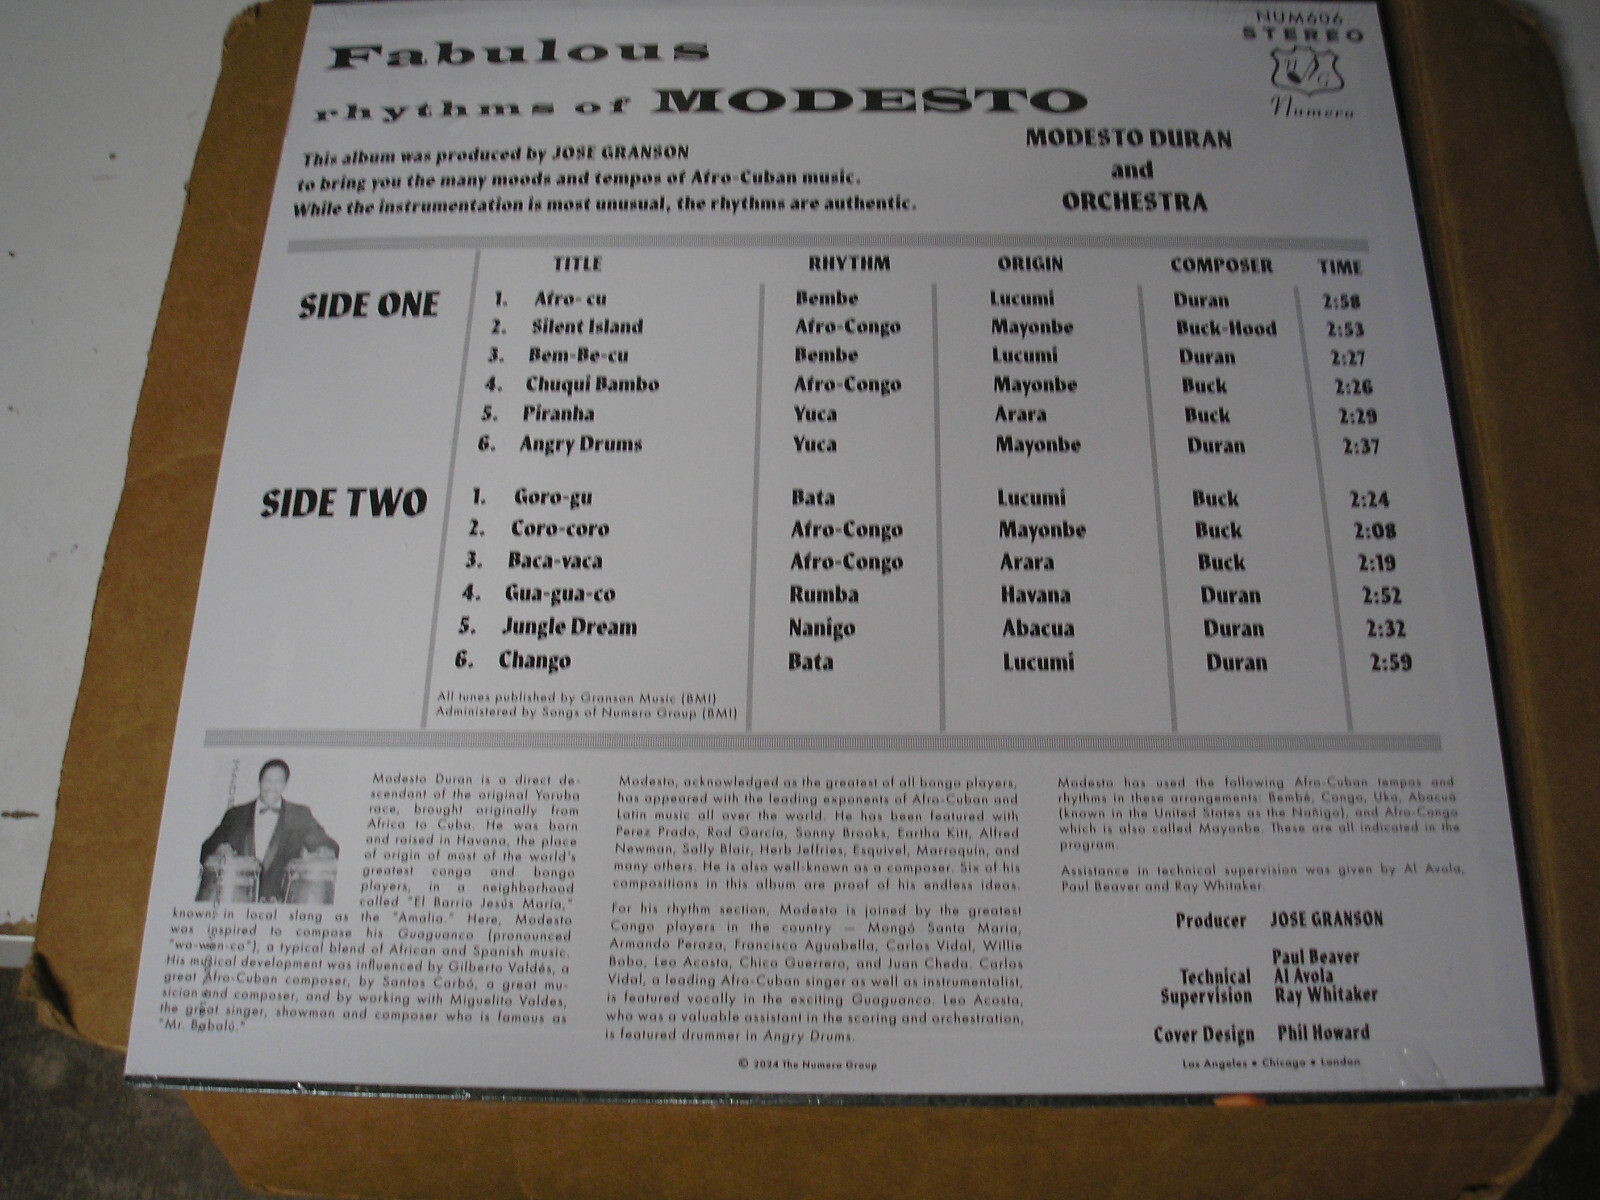 NUM606
STEREO
Numero
Fabulous
rhythms of MODESTO
This album was produced by JOSE GRANSON
to bring you the many moods and tempos of Afro-Cuban music.
While the instrumentation is most unusual, the rhythms are authentic.
MODESTO DURAN
and
ORCHESTRA
TITLE RHYTHM ORIGIN COMPOSER TIME
SIDE ONE
1. Afro-cu Bembe Lucumi Duran 2:58
2. Silent Island Afro-Congo Mayonbe Buck-Hood 2:53
3. Bem-Be-cu Bembe Lucumi Duran 2:27
4. Chuqui Bambo Afro-Congo Mayonbe Buck 2:26
5. Piranha Yuca Arara Buck 2:29
6. Angry Drums Yuca Mayonbe Duran 2:37
SIDE TWO
1. Goro-gu Bata Lucumi Buck 2:24
2. Coro-coro Afro-Congo Mayonbe Buck 2:08
3. Baca-vaca Afro-Congo Arara Buck 2:19
4. Gua-gua-co Rumba Havana Duran 2:52
5. Jungle Dream Nanigo Abacua Duran 2:32
6. Chango Bata Lucumi Duran 2:59
All tunes published by Granson Music (BMI)
Administered by Songs of Numero Group (BMI)
Modesto Duran is a direct de-
scendant of the original Yoruba
race, brought originally from
Africa to Cuba. He was born
and raised in Havana, the place
of origin of most of the world's
greatest conga and bongo
players, in a neighborhood
called "El Barrio Jesús María,"
known in local slang as the "Amalia." Here, Modesto
was inspired to compose his Guaguanco (pronounced
"wa-wan-co"), a typical blend of African and Spanish music.
His musical development was influenced by Gilberto Valdés, a
great Afro-Cuban composer, by Santos Carbó, a great mu-
sician and composer, and by working with Miguelito Valdes,
the great singer, showman and composer who is famous as
"Mr. Babalú."
Modesto, acknowledged as the greatest of all bongo players,
has appeared with the leading exponents of Afro-Cuban and
Latin music all over the world. He has been featured with
Perez Prado, Rod García, Sonny Brooks, Eartha Kitt, Alfred
Newman, Sally Blair, Herb Jeffries, Esquivel, Marroquín, and
many others. He is also well-known as a composer. Six of his
compositions in this album are proof of his endless ideas.
For his rhythm section, Modesto is joined by the greatest
Congo players in the country — Mongó Santa Maria,
Armando Peraza, Francisco Aguabella, Carlos Vidal, Willie
Bobo, Leo Acosta, Chico Guerrero, and Juan Cheda. Carlos
Vidal, a leading Afro-Cuban singer as well as instrumentalist,
is featured vocally in the exciting Guaguanco. Leo Acosta,
who was a valuable assistant in the scoring and orchestration,
is featured drummer in Angry Drums.
Modesto has used the following Afro-Cuban tempos and
rhythms in these arrangements: Bembé, Congo, Uka, Abacuá
(known in the United States as the Nañigo), and Afro-Congo
which is also called Mayonbe. These are all indicated in the
program.
Assistance in technical supervision was given by Al Avola,
Paul Beaver and Ray Whitaker.
Producer JOSE GRANSON
Paul Beaver
Technical Al Avola
Supervision Ray Whitaker
Cover Design Phil Howard
© 2024 The Numero Group
Los Angeles • Chicago • London